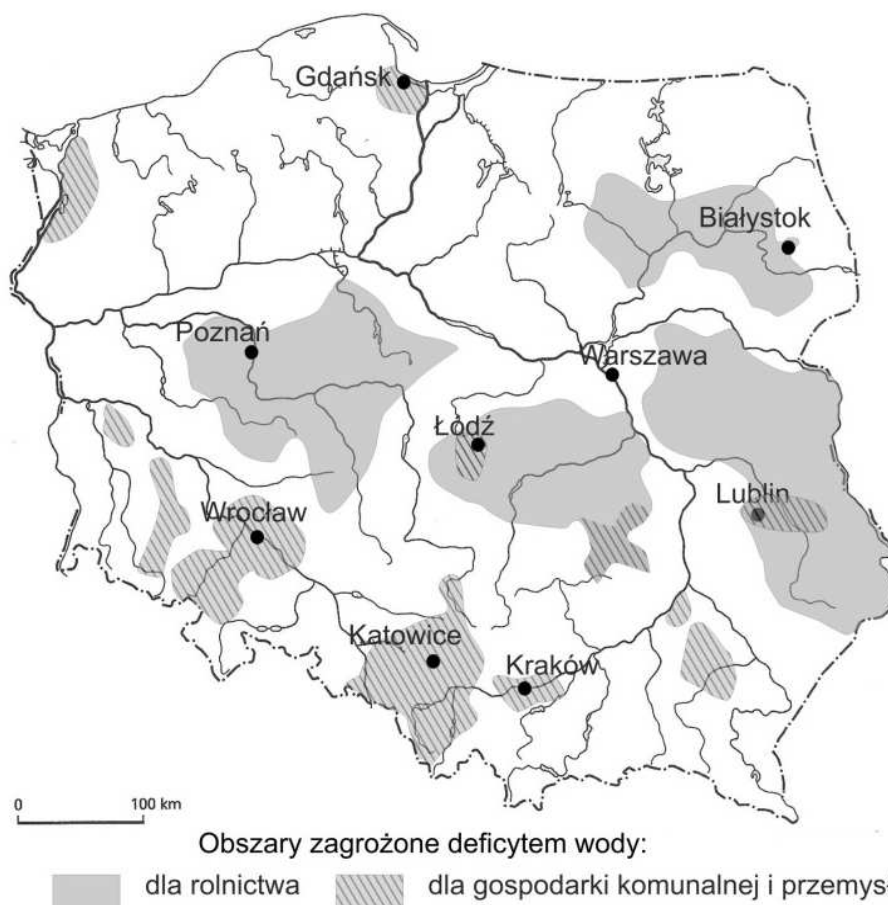 Gdańsk
Białystok
Poznań
Warszawa
Łódź
Lublin
Wrocław
Katowice
Kraków
0 100 km
Obszary zagrożone deficytem wody:
dla rolnictwa dla gospodarki komunalnej i przemys